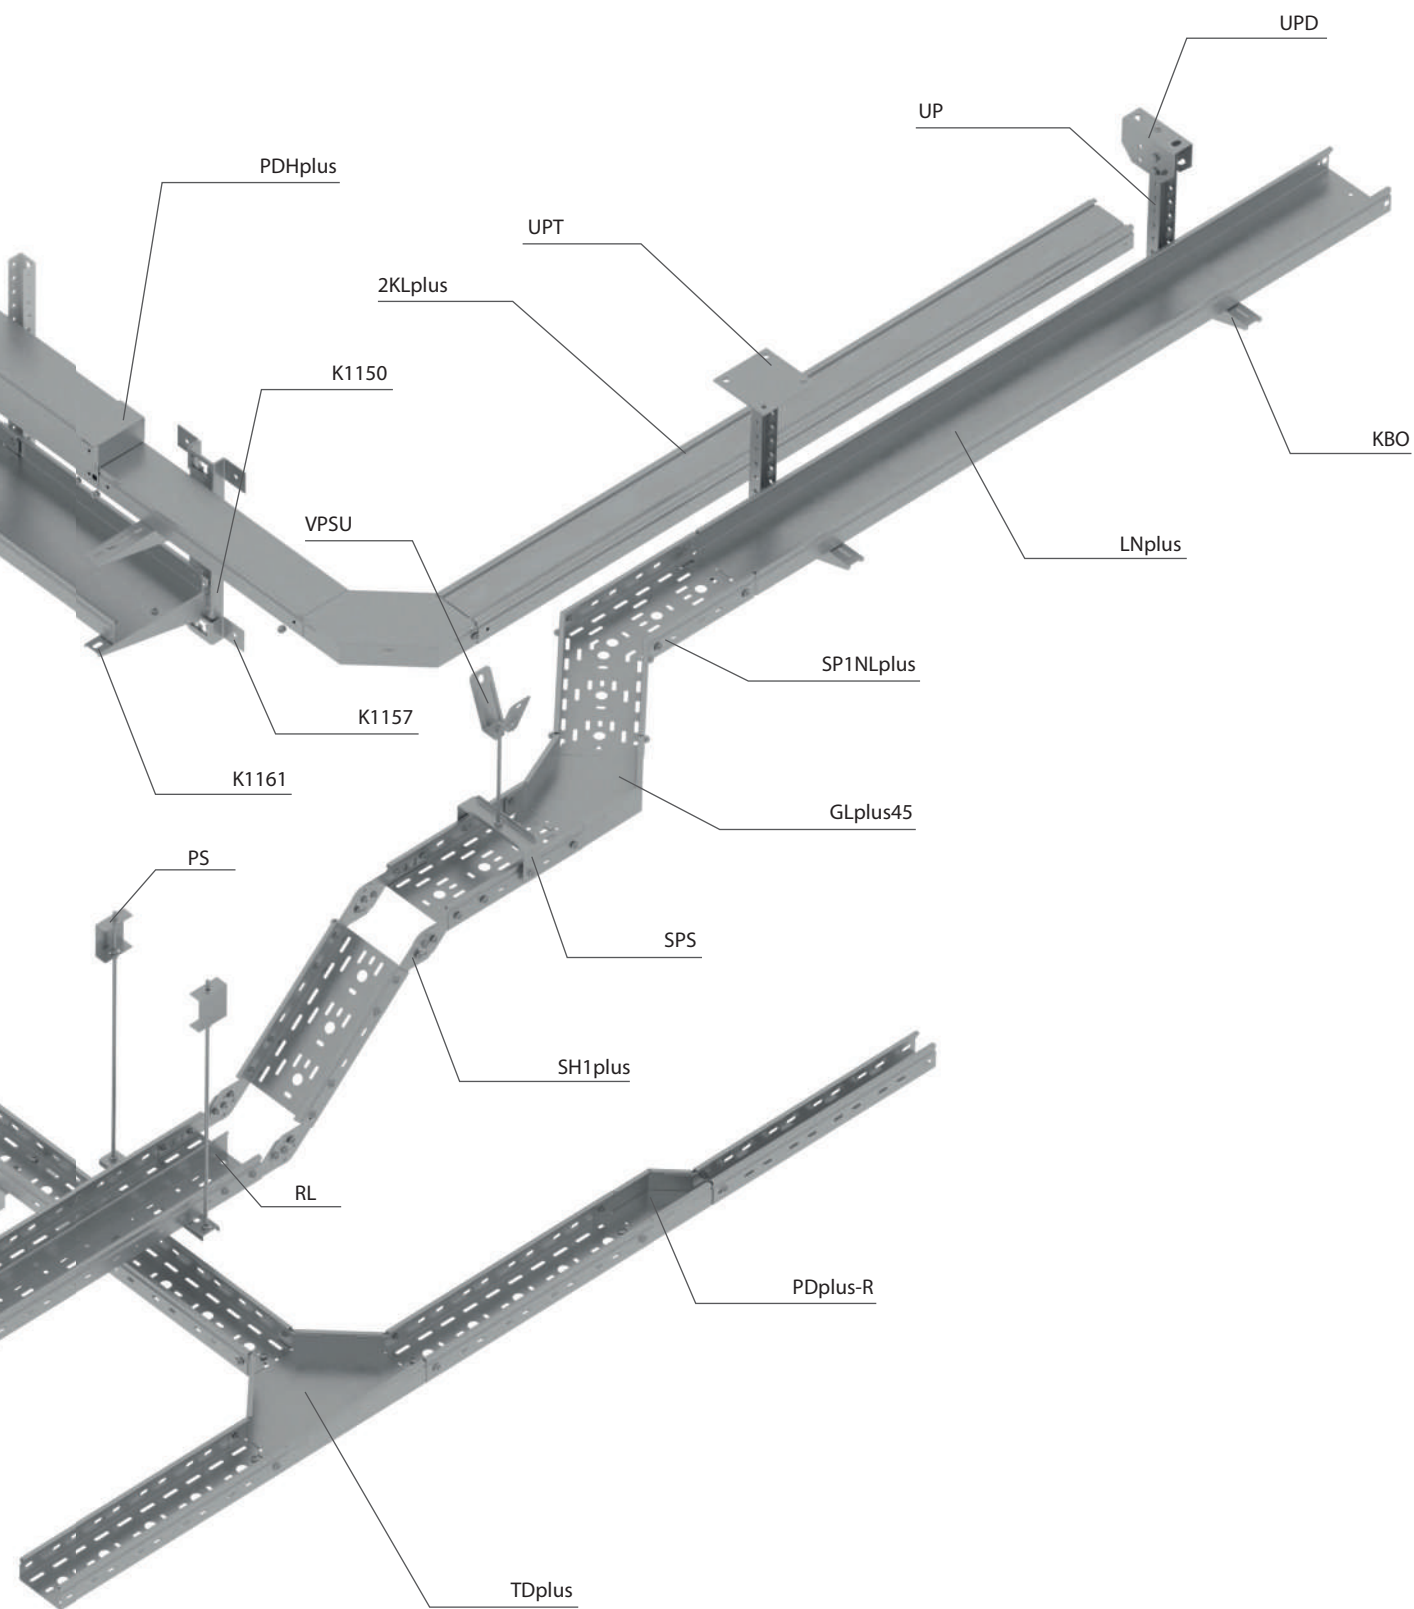 UPD
UP
PDHplus
UPT
2KLplus
K1150
KBO
VPSU
LNplus
SP1NLplus
K1157
K1161
GLplus45
PS
SPS
SH1plus
RL
PDplus-R
TDplus